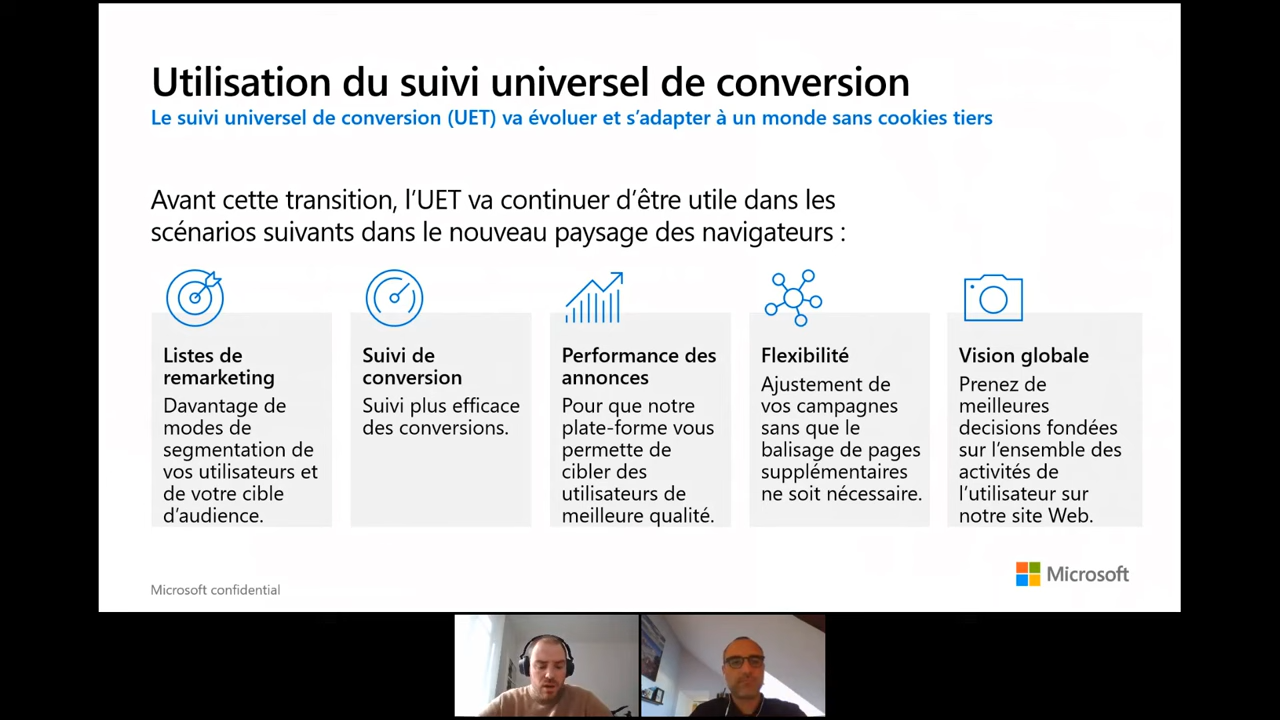 Utilisation du suivi universel de conversion
Le suivi universel de conversion (UET) va évoluer et s'adapter à un monde sans cookies tiers
Avant cette transition, l'UET va continuer d'être utile dans les
scénarios suivants dans le nouveau paysage des navigateurs :
Listes de
remarketing
Davantage de
modes de
segmentation de
vos utilisateurs et
de votre cible
d'audience.
Suivi de
conversion
Suivi plus efficace
des conversions.
Performance des
annonces
Pour que notre
plate-forme vous
permette de
cibler des
utilisateurs de
meilleure qualité.
Flexibilité
Ajustement de
vos campagnes
sans que le
balisage de pages
supplémentaires
ne soit nécessaire.
Vision globale
Prenez de
meilleures
decisions fondées
sur l'ensemble des
activités de
l'utilisateur sur
notre site Web.
Microsoft confidential
Microsoft